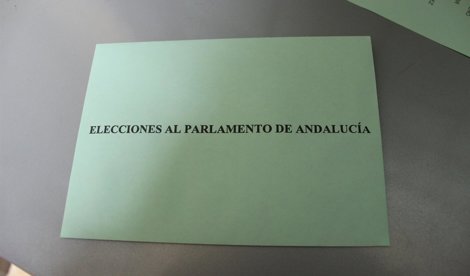 ELECCIONES AL PARLAMENTO DE ANDALUCÍA